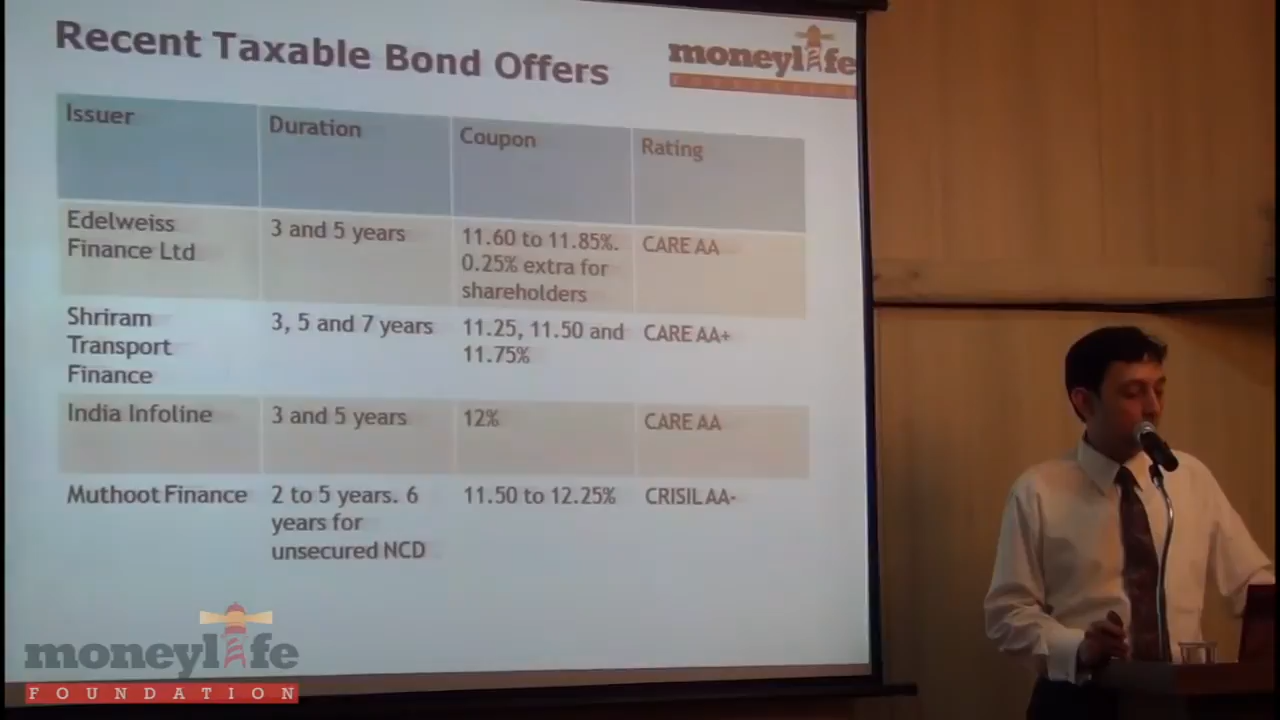 Recent Taxable Bond Offers
moneylife
FOUNDATION
Issuer
Duration
Coupon
Rating
Edelweiss
Finance Ltd
3 and 5 years
11.60 to 11.85%.
0.25% extra for
shareholders
CARE AA
Shriram
Transport
Finance
3, 5 and 7 years
11.25, 11.50 and
11.75%
CARE AA+
India Infoline
3 and 5 years
12%
CARE AA
Muthoot Finance
2 to 5 years. 6
years for
unsecured NCD
11.50 to 12.25%
CRISIL AA-
moneylife
FOUNDATION